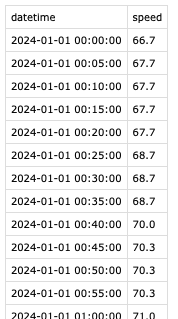 datetime speed
2024-01-01 00:00:00 66.7
2024-01-01 00:05:00 67.7
2024-01-01 00:10:00 67.7
2024-01-01 00:15:00 67.7
2024-01-01 00:20:00 67.7
2024-01-01 00:25:00 68.7
2024-01-01 00:30:00 68.7
2024-01-01 00:35:00 68.7
2024-01-01 00:40:00 70.0
2024-01-01 00:45:00 70.3
2024-01-01 00:50:00 70.3
2024-01-01 00:55:00 70.3
2024-01-01 01:00:00 71.0